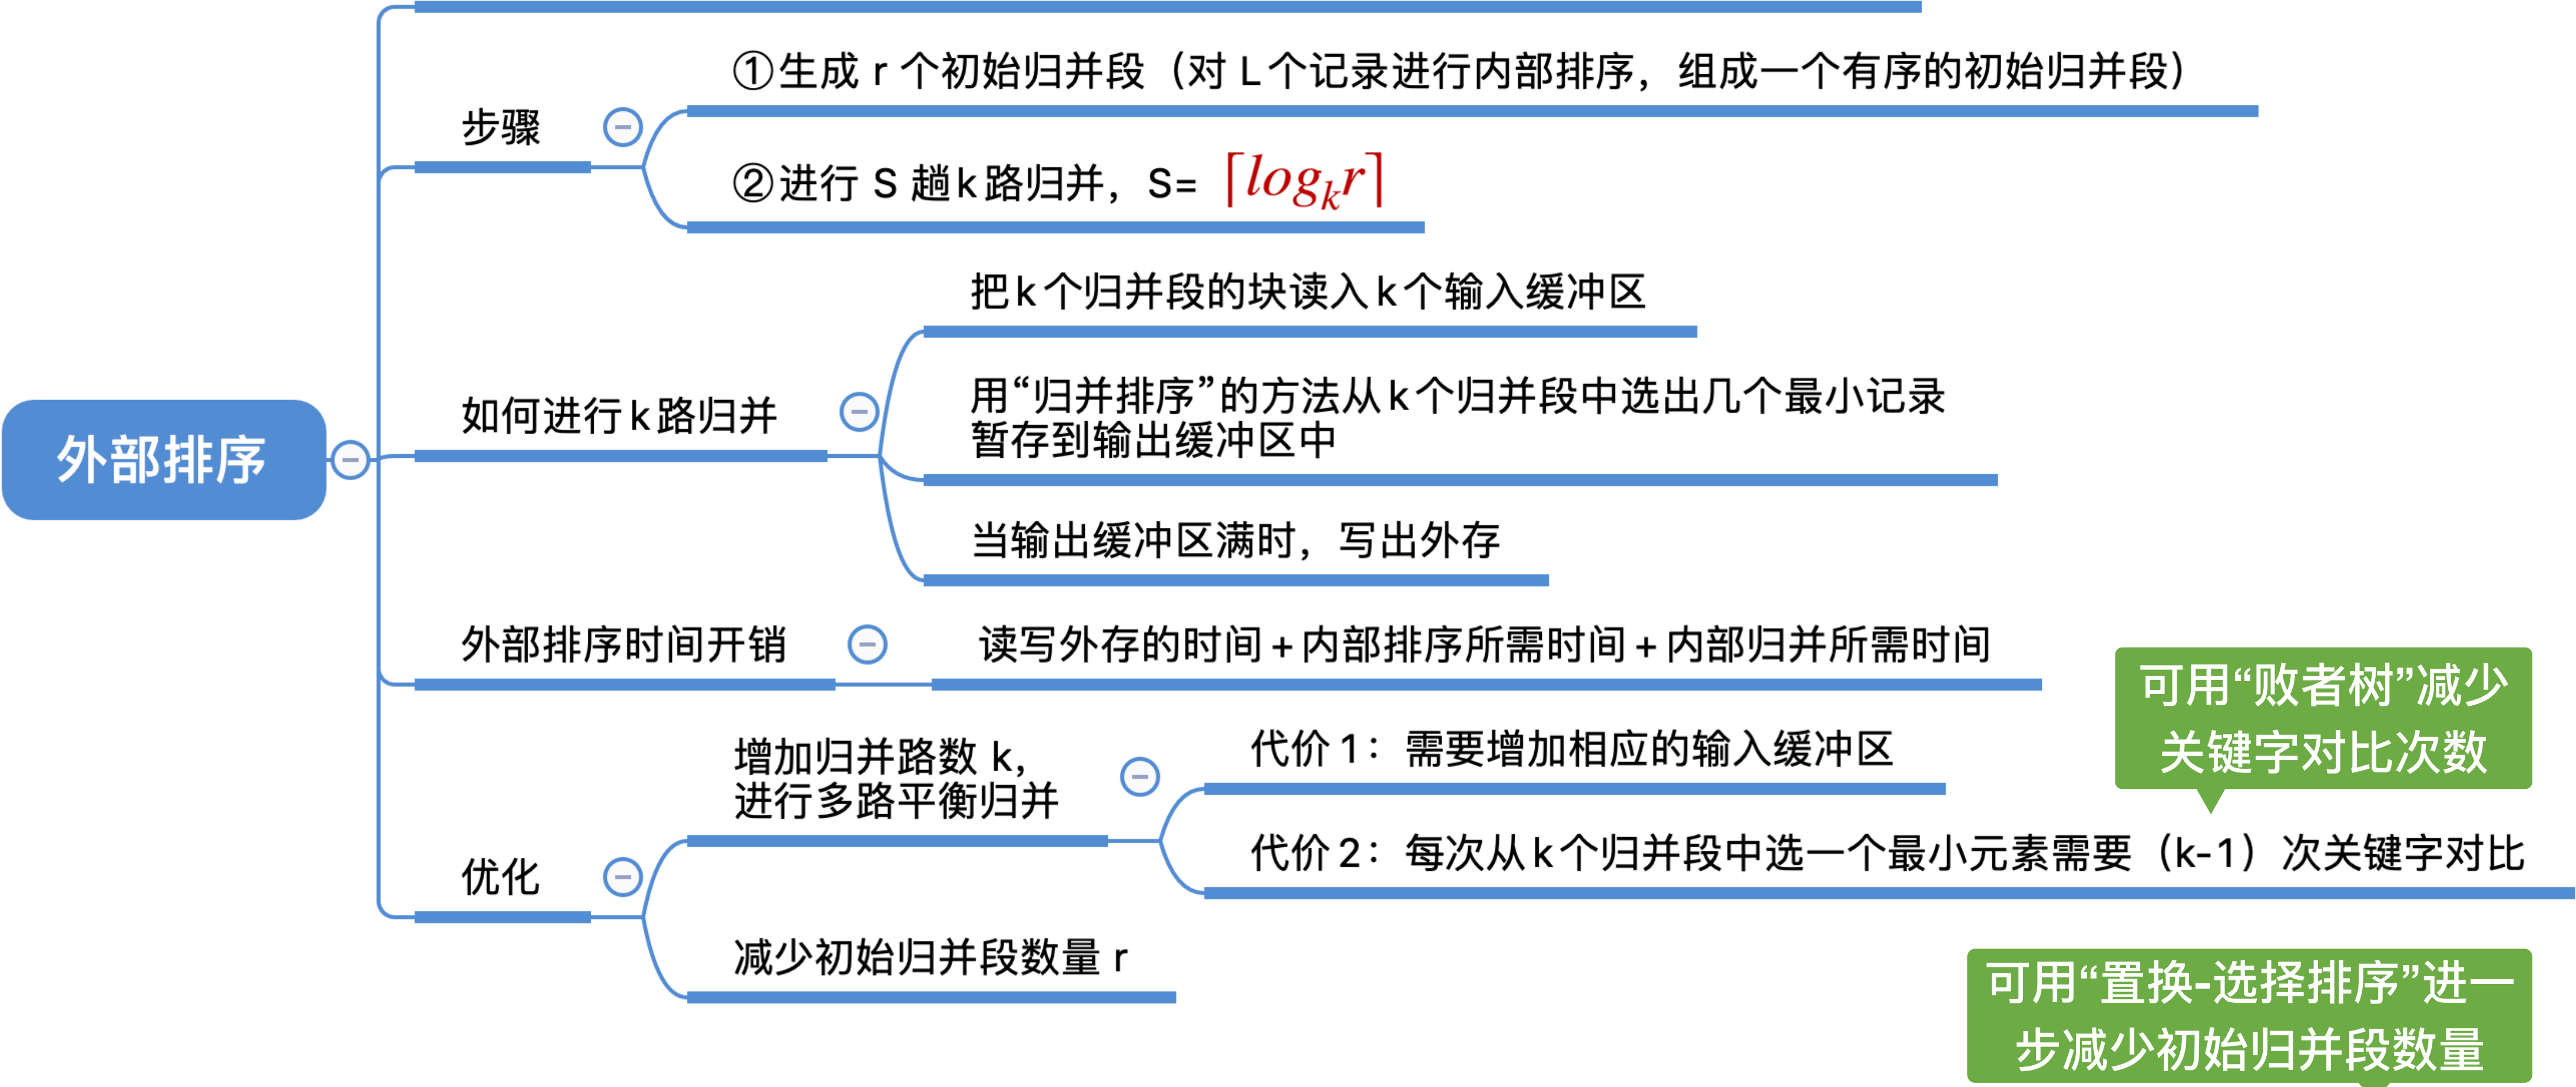 外部排序
步骤
①生成 r 个初始归并段（对 L个记录进行内部排序，组成一个有序的初始归并段）
②进行 S 趟k路归并，S= ⌈logₖr⌉
如何进行k路归并
把k个归并段的块读入k个输入缓冲区
用“归并排序”的方法从k个归并段中选出几个最小记录
暂存到输出缓冲区中
当输出缓冲区满时，写出外存
外部排序时间开销
读写外存的时间+内部排序所需时间+内部归并所需时间
优化
增加归并路数 k，
进行多路平衡归并
代价1：需要增加相应的输入缓冲区
代价2：每次从k个归并段中选一个最小元素需要（k-1）次关键字对比
可用“败者树”减少
关键字对比次数
减少初始归并段数量 r
可用“置换-选择排序”进一
步减少初始归并段数量